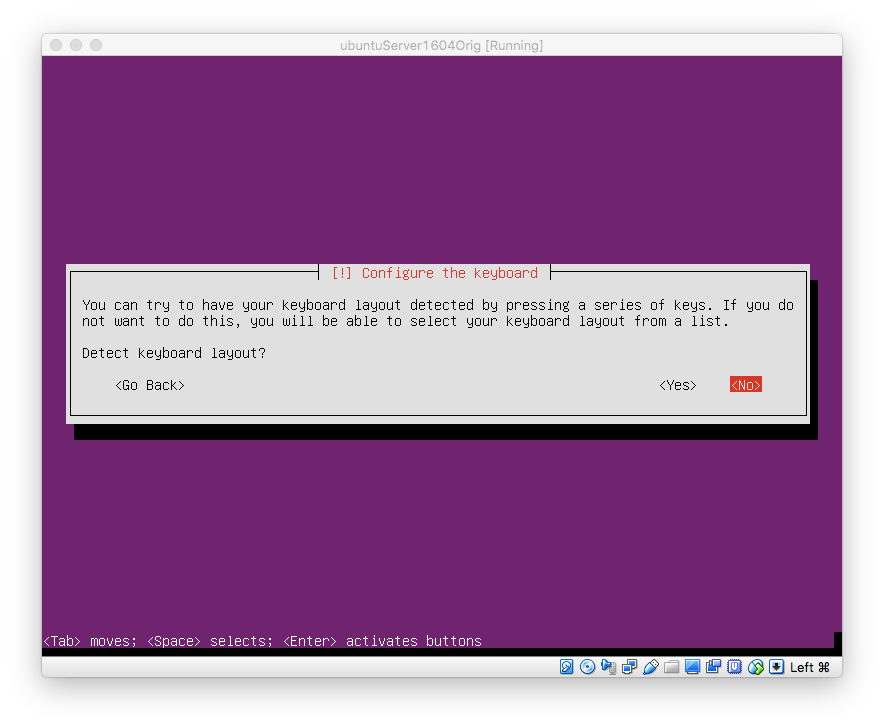 ubuntuServer1604Orig [Running]
[!] Configure the keyboard
You can try to have your keyboard layout detected by pressing a series of keys. If you do
not want to do this, you will be able to select your keyboard layout from a list.
Detect keyboard layout?
<Go Back> <Yes> <No>
<Tab> moves; <Space> selects; <Enter> activates buttons
Left ⌘